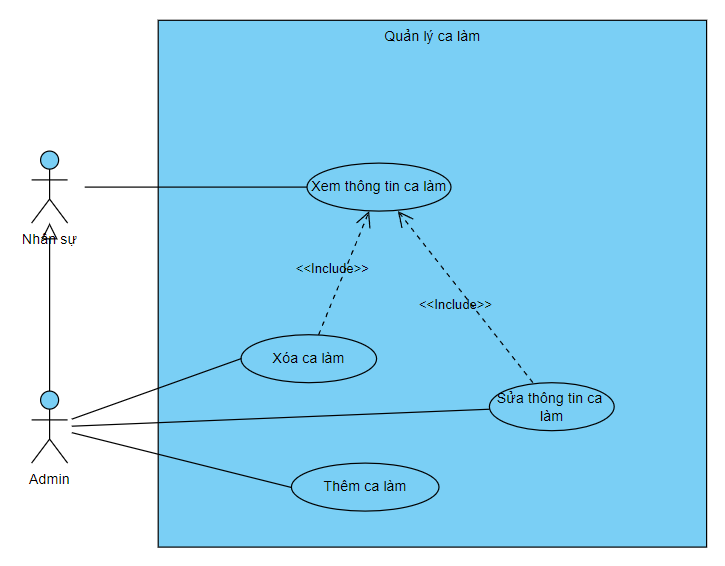 Quản lý ca làm
Xem thông tin ca làm
Nhân sự
<<Include>>
<<Include>>
Xóa ca làm
Sửa thông tin ca
làm
Admin
Thêm ca làm